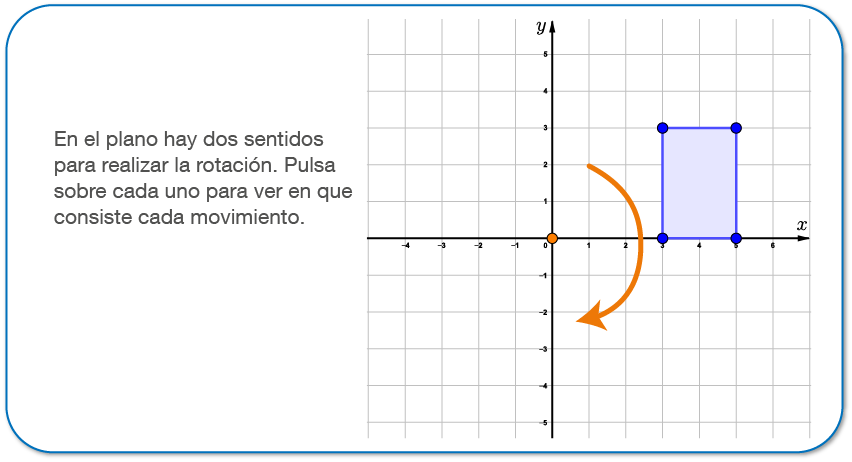 En el plano hay dos sentidos
para realizar la rotación. Pulsa
sobre cada uno para ver en que
consiste cada movimiento.
y
5
4
3
2
1
x
−4 −3 −2 −1 0 1 2 3 4 5 6
−1
−2
−3
−4
−5